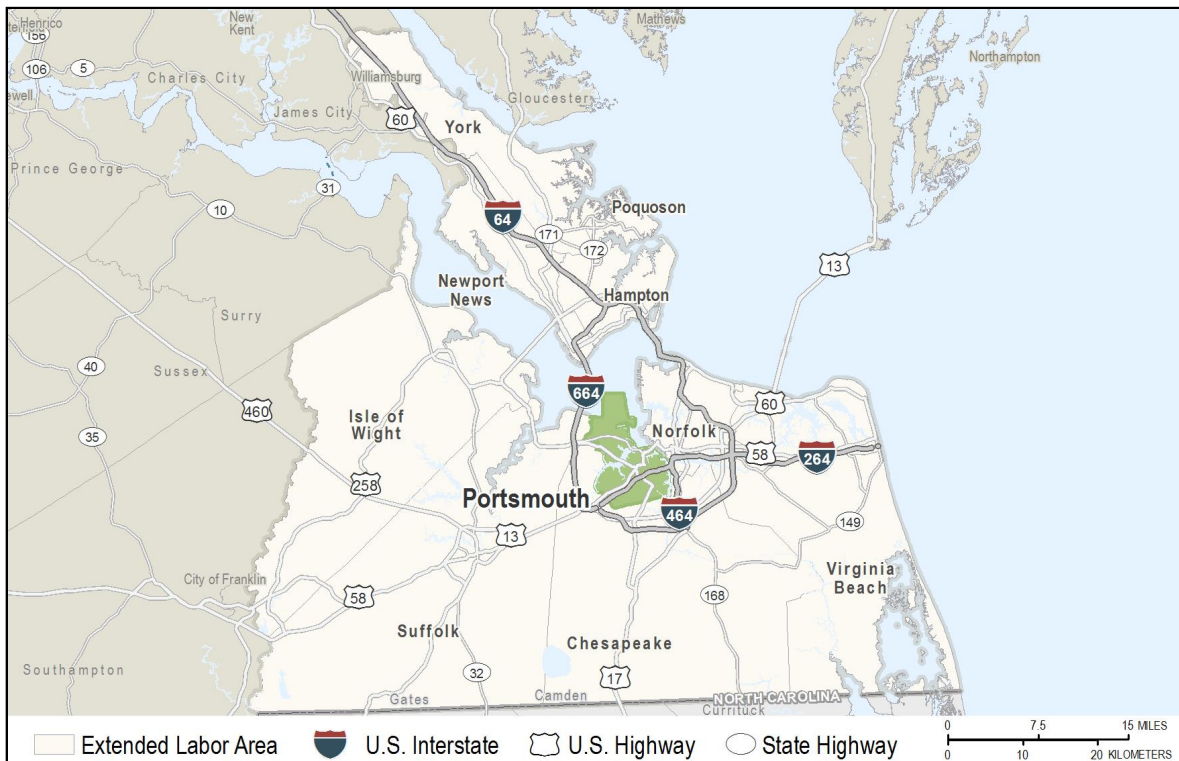 Henrico
156
New
Kent
Mathews
Northampton
106
5
Charles City
Williamsburg
Gloucester
James City
60
York
Prince George
31
10
64
171
Poquoson
172
13
Newport
News
Hampton
Surry
40
Sussex
664
460
Isle of
Wight
60
35
Norfolk
58
264
258
Portsmouth
464
149
13
Virginia
Beach
City of Franklin
58
168
Suffolk
Chesapeake
Southampton
32
17
Gates
Camden
NORTH CAROLINA
Currituck
Extended Labor Area
U.S. Interstate
U.S. Highway
State Highway
0 7.5 15 MILES
0 10 20 KILOMETERS